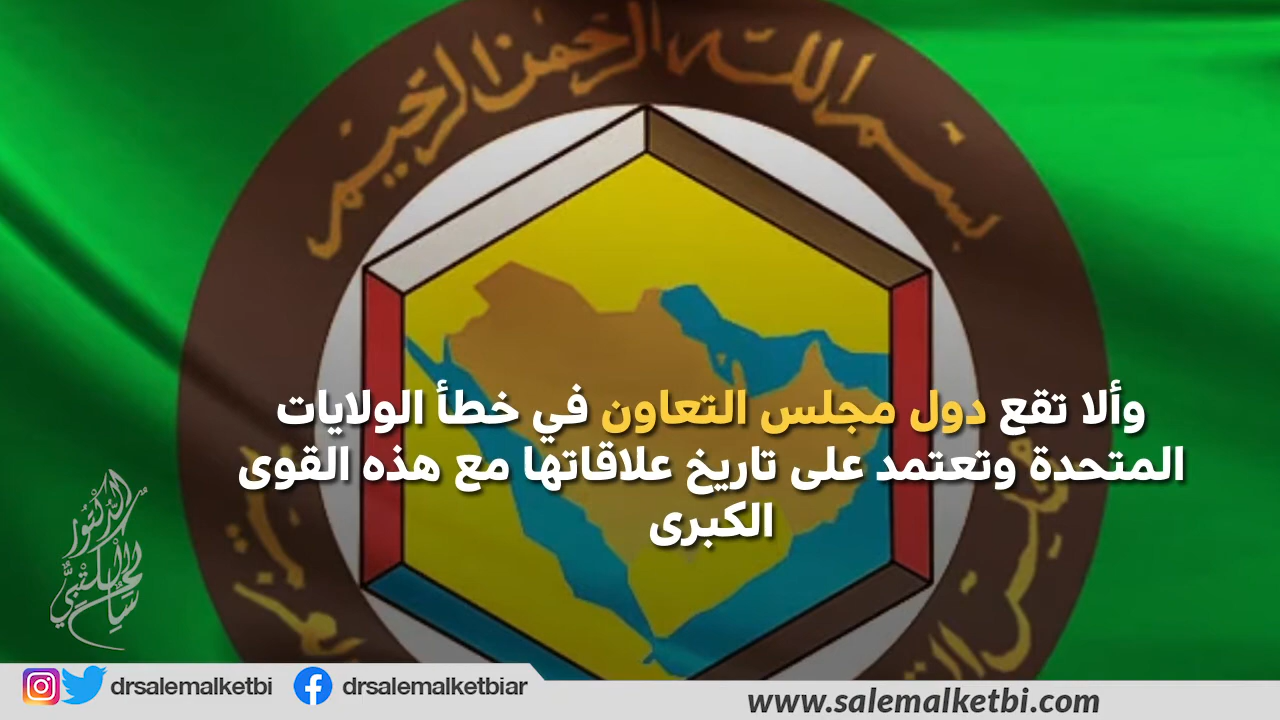 بسم الله الرحمن الرحيم
وألا تقع دول مجلس التعاون في خطأ الولايات
المتحدة وتعتمد على تاريخ علاقاتها مع هذه القوى
الكبرى
drsalemalketbi
drsalemalketbiar
www.salemalketbi.com